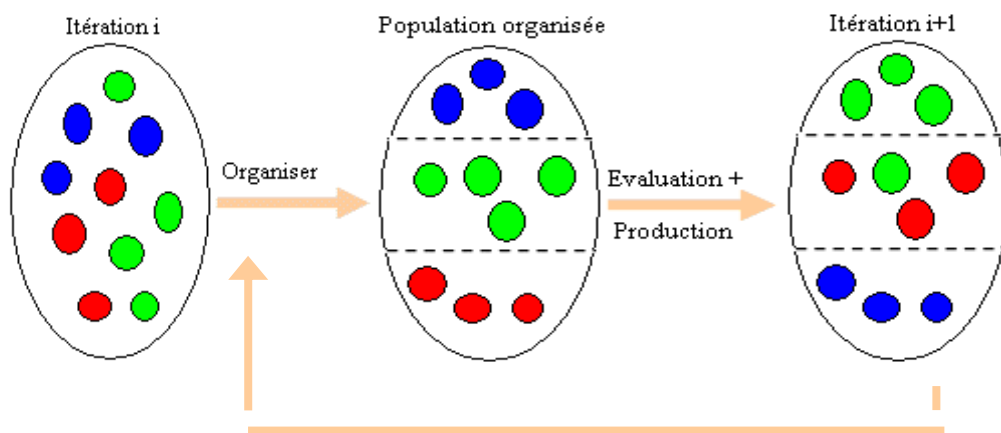 Itération i
Population organisée
Itération i+1
Organiser
Evaluation +
Production